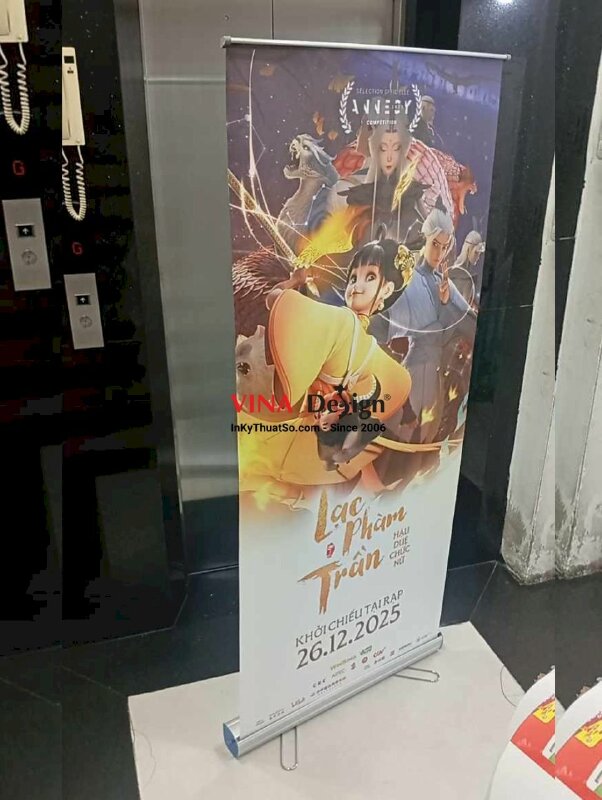 SÉLECTION OFFICIELLE
ANNECY
COMPETITION
G
G
VINA Design®
InKyThuatSo.com - Since 2006
Lạc
Phàm
Trần
HẬU
DUỆ
CHỨC
NỮ
KHỞI CHIẾU TẠI RẠP
26.12.2025
CGV